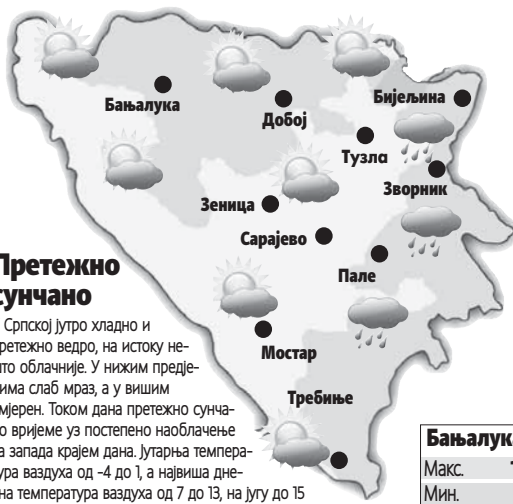 Бањалука
Добој
Бијељина
Тузла
Зворник
Зеница
Сарајево
Пале
Мостар
Требиње
Претежно
сунчано
Српској јутро хладно и
претежно ведро, на истоку не-
што облачније. У нижим предје-
лима слаб мраз, а у вишим
умјерен. Током дана претежно сунча-
но вријеме уз постепено наоблачење
са запада крајем дана. Јутарња темпера-
тура ваздуха од -4 до 1, а највиша дне-
вна температура ваздуха од 7 до 13, на југу до 15
Бањалука
Макс.
Мин.